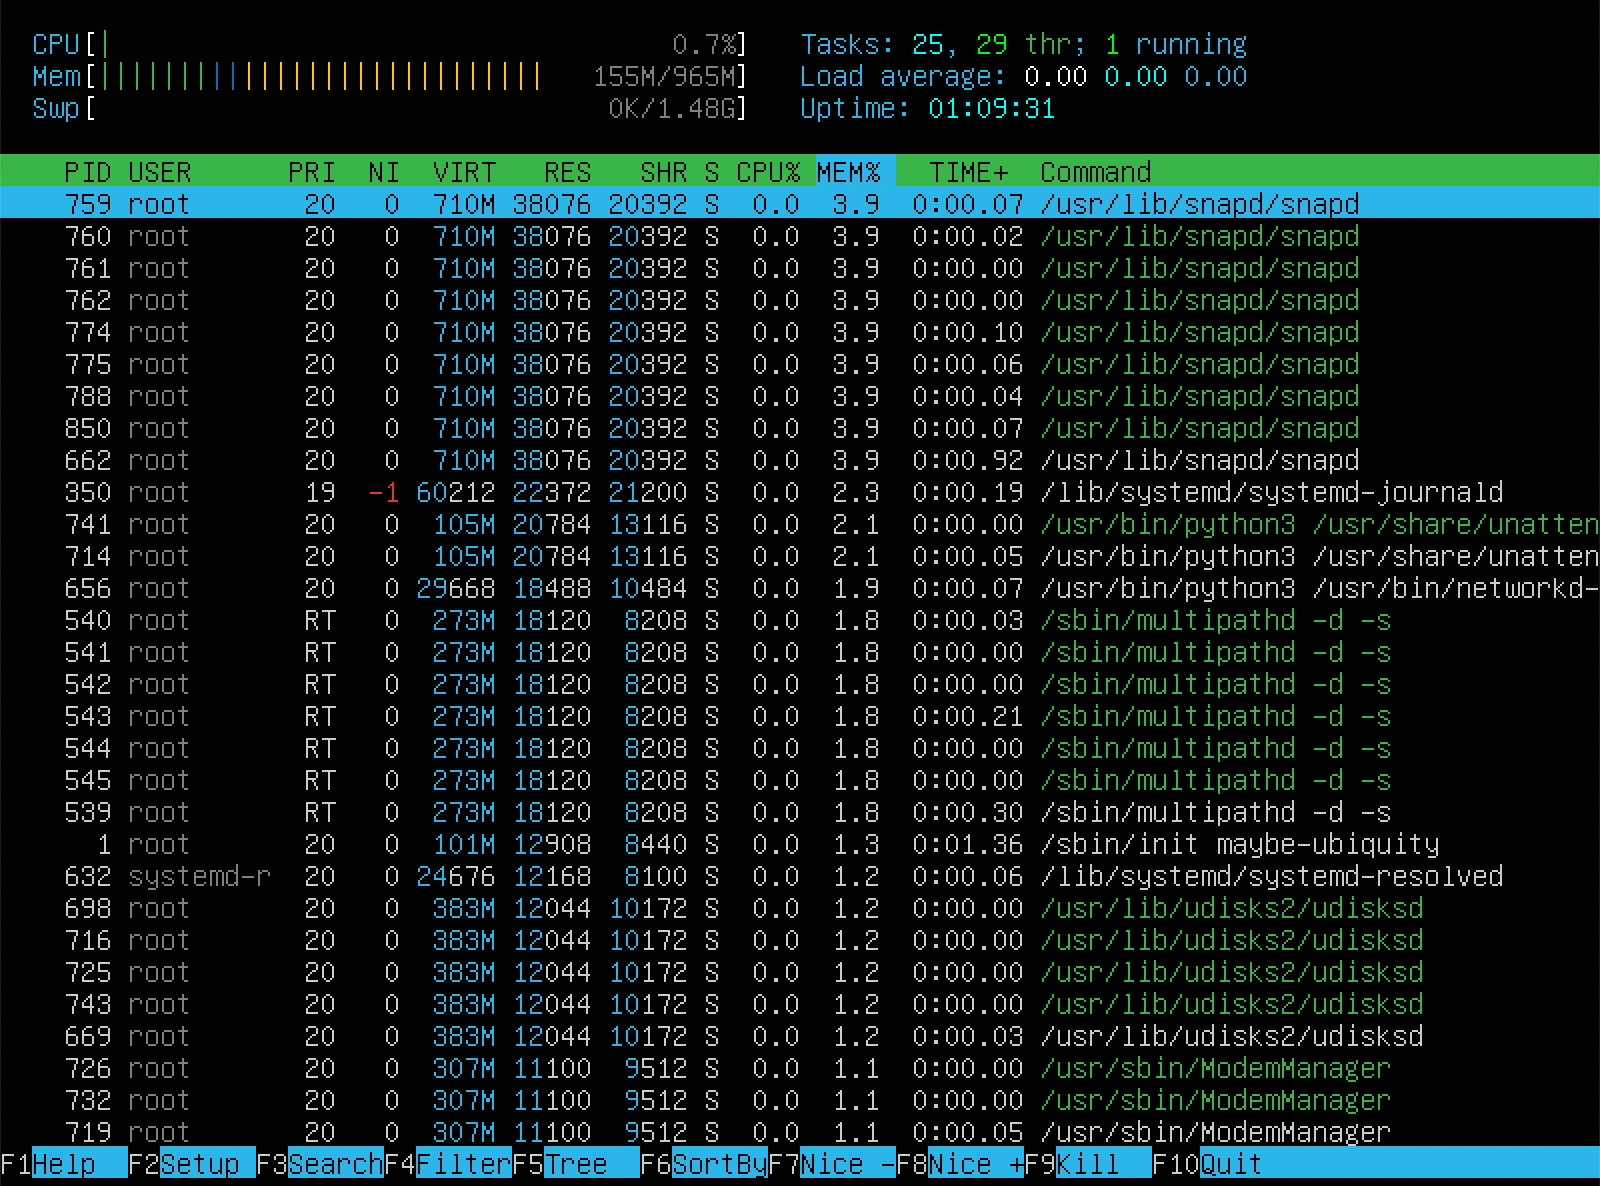 CPU[| 0.7%] Tasks: 25, 29 thr; 1 running
Mem[|||||||||||||||||||||||||||| 155M/965M] Load average: 0.00 0.00 0.00
Swp[ 0K/1.48G] Uptime: 01:09:31
PID USER PRI NI VIRT RES SHR S CPU% MEM% TIME+ Command
759 root 20 0 710M 38076 20392 S 0.0 3.9 0:00.07 /usr/lib/snapd/snapd
760 root 20 0 710M 38076 20392 S 0.0 3.9 0:00.02 /usr/lib/snapd/snapd
761 root 20 0 710M 38076 20392 S 0.0 3.9 0:00.00 /usr/lib/snapd/snapd
762 root 20 0 710M 38076 20392 S 0.0 3.9 0:00.00 /usr/lib/snapd/snapd
774 root 20 0 710M 38076 20392 S 0.0 3.9 0:00.10 /usr/lib/snapd/snapd
775 root 20 0 710M 38076 20392 S 0.0 3.9 0:00.06 /usr/lib/snapd/snapd
788 root 20 0 710M 38076 20392 S 0.0 3.9 0:00.04 /usr/lib/snapd/snapd
850 root 20 0 710M 38076 20392 S 0.0 3.9 0:00.07 /usr/lib/snapd/snapd
662 root 20 0 710M 38076 20392 S 0.0 3.9 0:00.92 /usr/lib/snapd/snapd
350 root 19 -1 60212 22372 21200 S 0.0 2.3 0:00.19 /lib/systemd/systemd-journald
741 root 20 0 105M 20784 13116 S 0.0 2.1 0:00.00 /usr/bin/python3 /usr/share/unatten
714 root 20 0 105M 20784 13116 S 0.0 2.1 0:00.05 /usr/bin/python3 /usr/share/unatten
656 root 20 0 29668 18488 10484 S 0.0 1.9 0:00.07 /usr/bin/python3 /usr/bin/networkd-
540 root RT 0 273M 18120 8208 S 0.0 1.8 0:00.03 /sbin/multipathd -d -s
541 root RT 0 273M 18120 8208 S 0.0 1.8 0:00.00 /sbin/multipathd -d -s
542 root RT 0 273M 18120 8208 S 0.0 1.8 0:00.00 /sbin/multipathd -d -s
543 root RT 0 273M 18120 8208 S 0.0 1.8 0:00.21 /sbin/multipathd -d -s
544 root RT 0 273M 18120 8208 S 0.0 1.8 0:00.00 /sbin/multipathd -d -s
545 root RT 0 273M 18120 8208 S 0.0 1.8 0:00.00 /sbin/multipathd -d -s
539 root RT 0 273M 18120 8208 S 0.0 1.8 0:00.30 /sbin/multipathd -d -s
1 root 20 0 101M 12908 8440 S 0.0 1.3 0:01.36 /sbin/init maybe-ubiquity
632 systemd-r 20 0 24676 12168 8100 S 0.0 1.2 0:00.06 /lib/systemd/systemd-resolved
698 root 20 0 383M 12044 10172 S 0.0 1.2 0:00.00 /usr/lib/udisks2/udisksd
716 root 20 0 383M 12044 10172 S 0.0 1.2 0:00.00 /usr/lib/udisks2/udisksd
725 root 20 0 383M 12044 10172 S 0.0 1.2 0:00.00 /usr/lib/udisks2/udisksd
743 root 20 0 383M 12044 10172 S 0.0 1.2 0:00.00 /usr/lib/udisks2/udisksd
669 root 20 0 383M 12044 10172 S 0.0 1.2 0:00.03 /usr/lib/udisks2/udisksd
726 root 20 0 307M 11100 9512 S 0.0 1.1 0:00.00 /usr/sbin/ModemManager
732 root 20 0 307M 11100 9512 S 0.0 1.1 0:00.00 /usr/sbin/ModemManager
719 root 20 0 307M 11100 9512 S 0.0 1.1 0:00.05 /usr/sbin/ModemManager
F1Help F2Setup F3SearchF4FilterF5Tree F6SortByF7Nice -F8Nice +F9Kill F10Quit